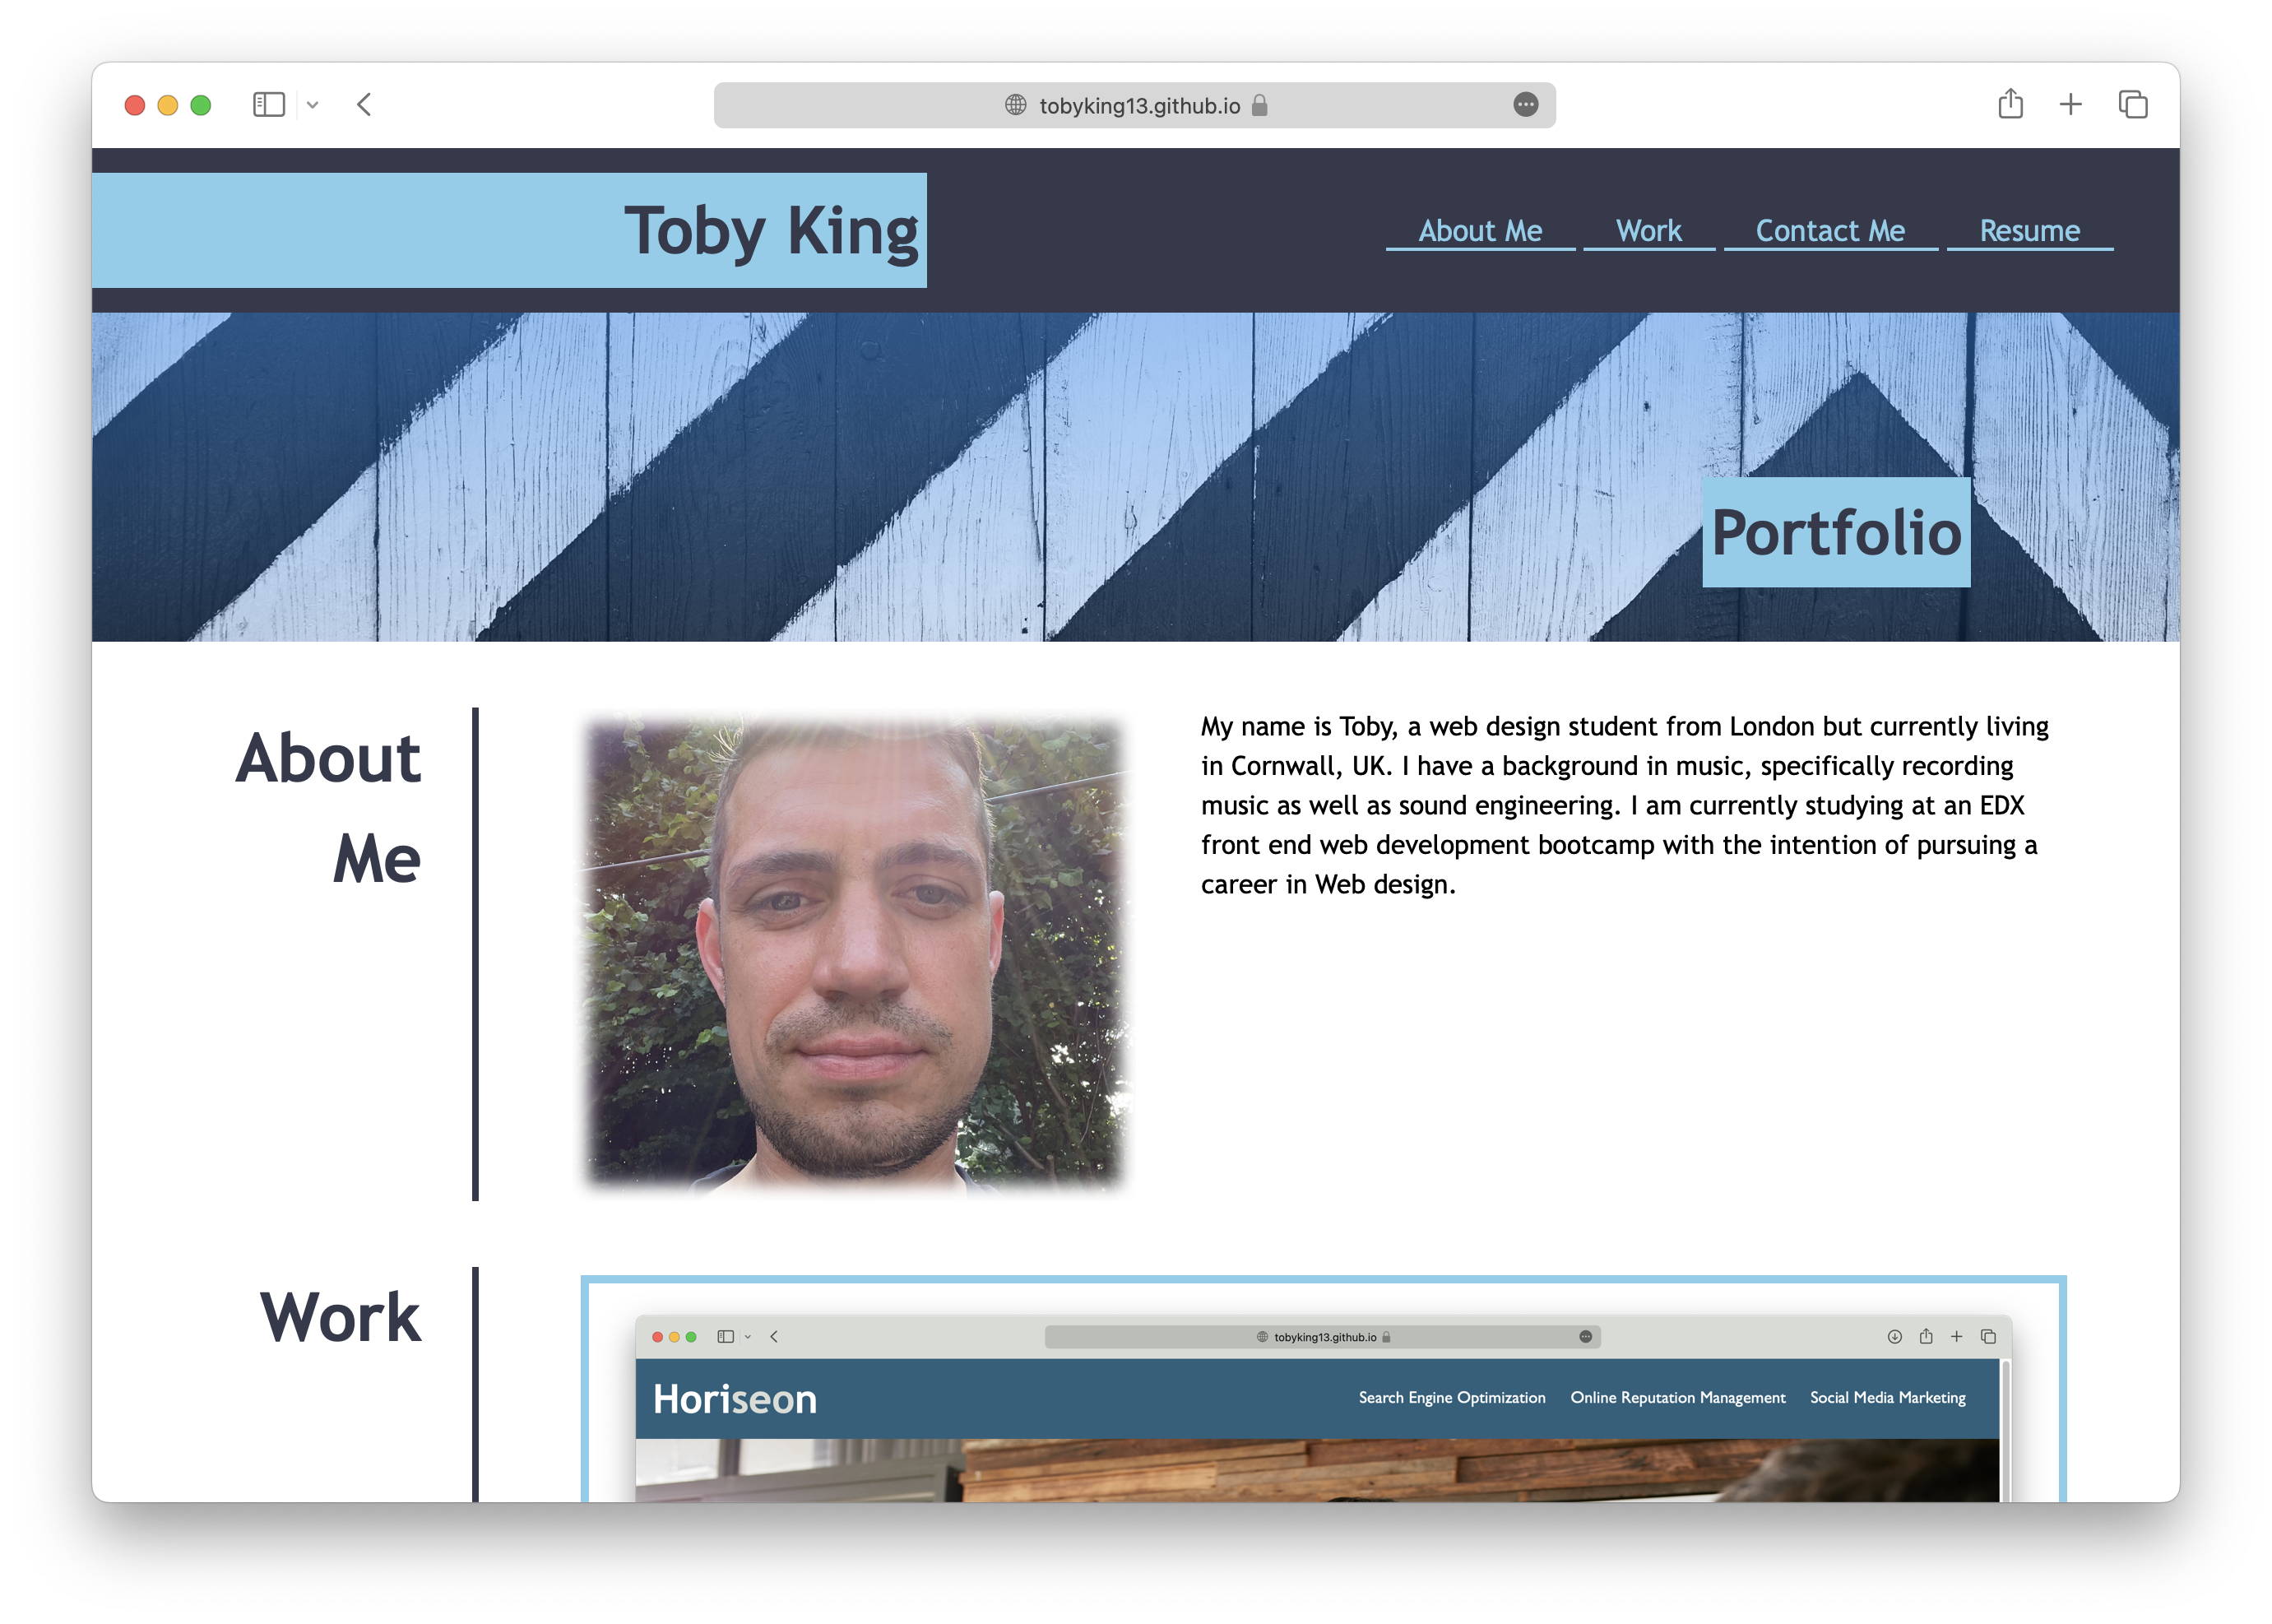 tobyking13.github.io
Toby King
About Me
Work
Contact Me
Resume
Portfolio
About
Me
My name is Toby, a web design student from London but currently living
in Cornwall, UK. I have a background in music, specifically recording
music as well as sound engineering. I am currently studying at an EDX
front end web development bootcamp with the intention of pursuing a
career in Web design.
Work
tobyking13.github.io
Horiseon
Search Engine Optimization
Online Reputation Management
Social Media Marketing